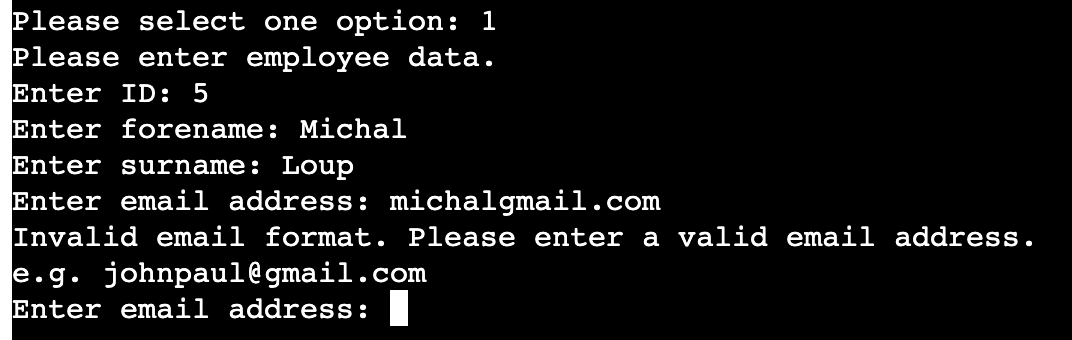 Please select one option: 1
Please enter employee data.
Enter ID: 5
Enter forename: Michal
Enter surname: Loup
Enter email address: michalgmail.com
Invalid email format. Please enter a valid email address.
e.g. johnpaul@gmail.com
Enter email address: